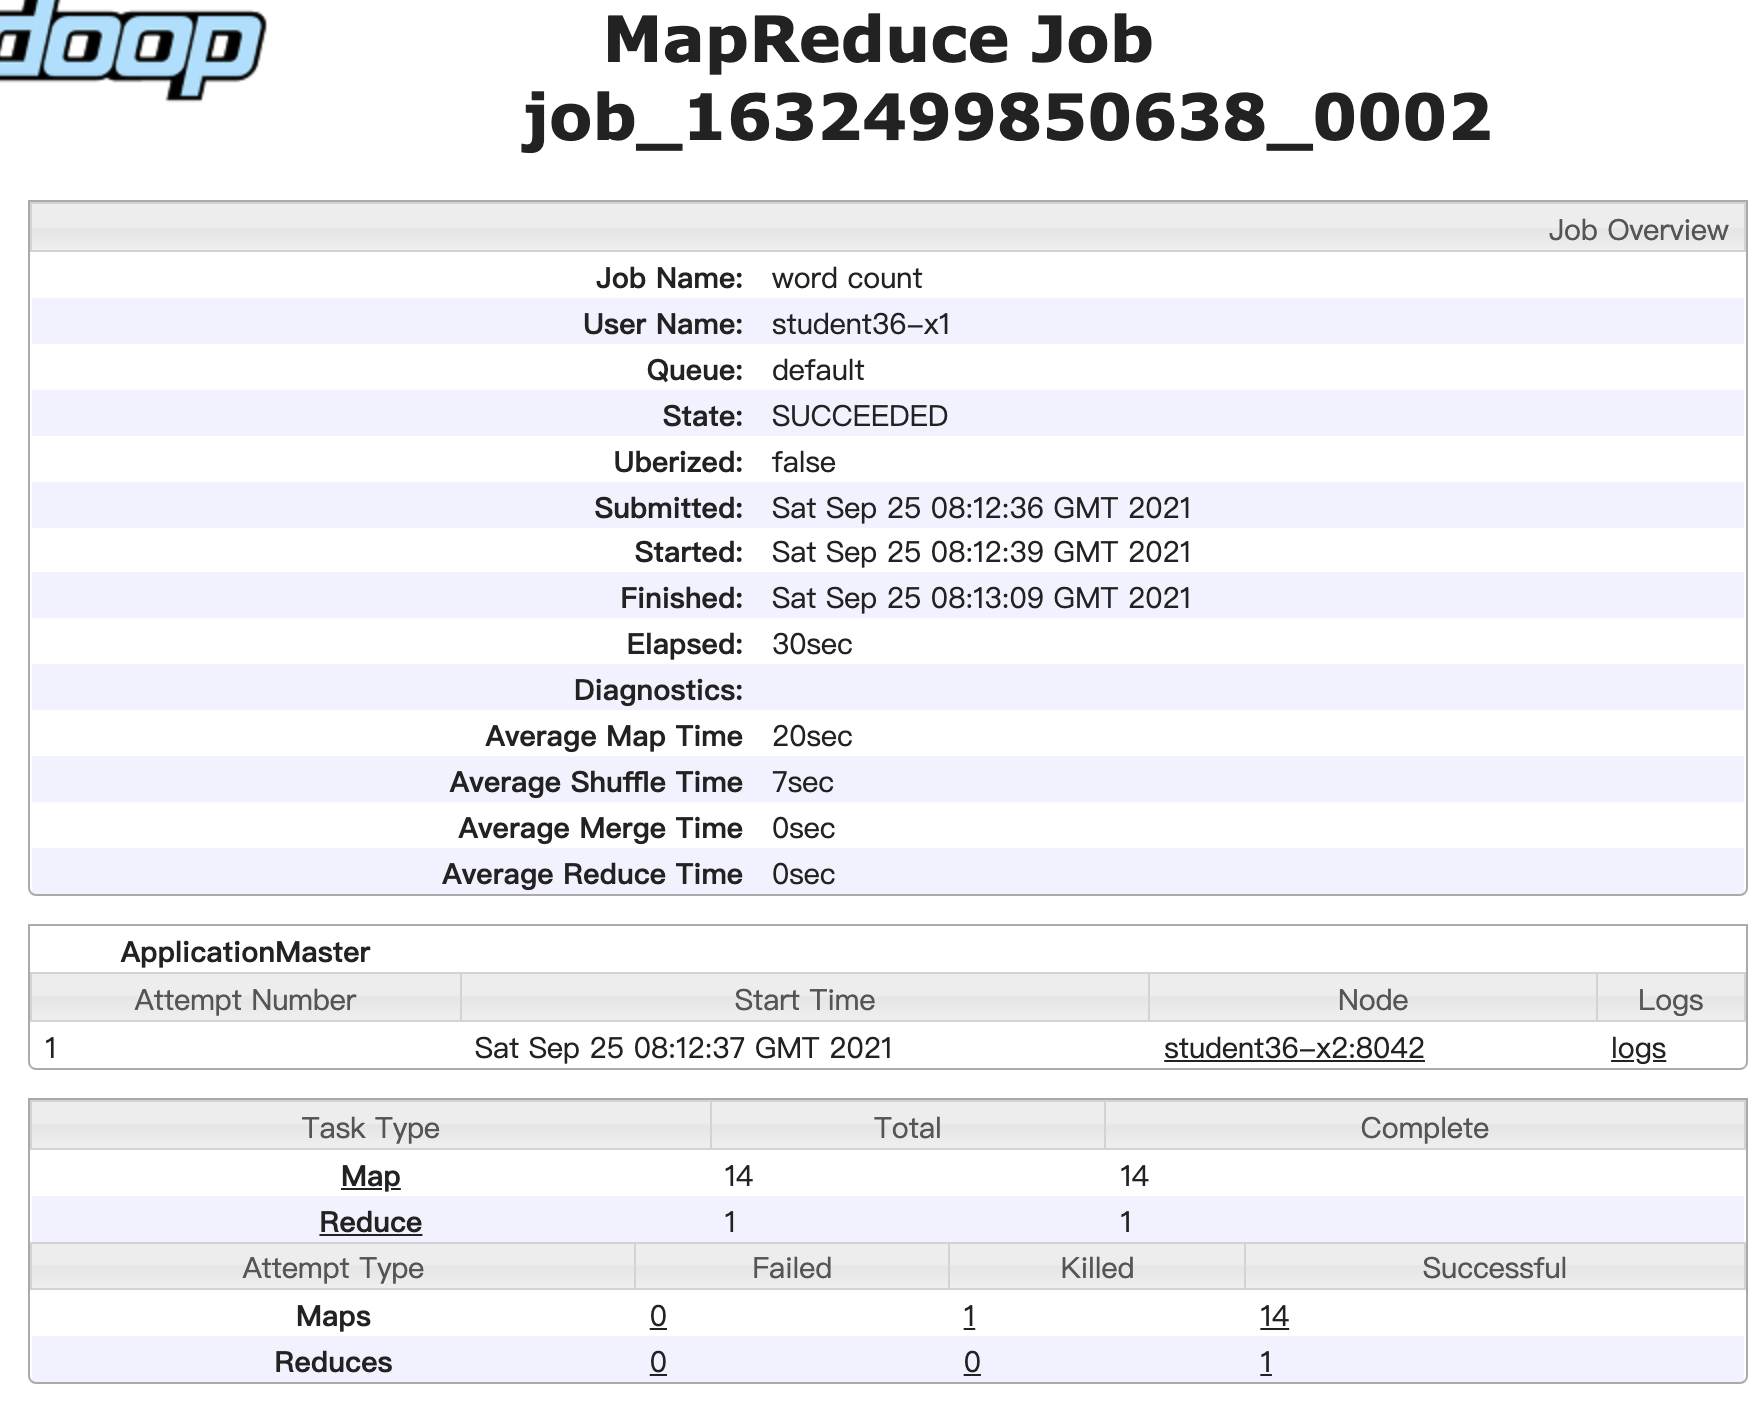 doop
MapReduce Job
job_1632499850638_0002
Job Overview
Job Name: word count
User Name: student36-x1
Queue: default
State: SUCCEEDED
Uberized: false
Submitted: Sat Sep 25 08:12:36 GMT 2021
Started: Sat Sep 25 08:12:39 GMT 2021
Finished: Sat Sep 25 08:13:09 GMT 2021
Elapsed: 30sec
Diagnostics:
Average Map Time 20sec
Average Shuffle Time 7sec
Average Merge Time 0sec
Average Reduce Time 0sec
ApplicationMaster
Attempt Number Start Time Node Logs
1 Sat Sep 25 08:12:37 GMT 2021 student36-x2:8042 logs
Task Type Total Complete
Map 14 14
Reduce 1 1
Attempt Type Failed Killed Successful
Maps 0 1 14
Reduces 0 0 1